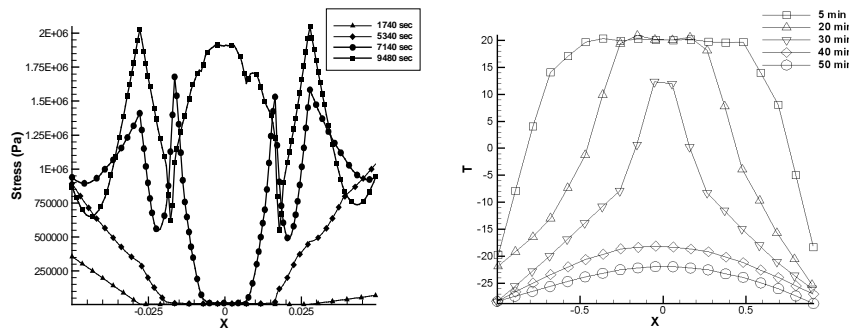 1740 sec
5340 sec
7140 sec
9480 sec
2E+06
1.75E+06
1.5E+06
1.25E+06
1E+06
750000
500000
250000
Stress (Pa)
-0.025
0
0.025
X
5 min
20 min
30 min
40 min
50 min
20
15
10
5
0
-5
-10
-15
-20
-25
T
-0.5
0
0.5
X